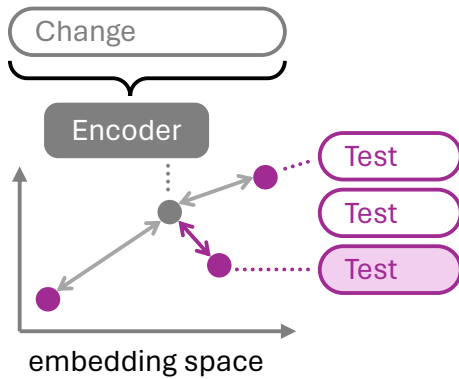 Change
Encoder
Test
Test
Test
embedding space